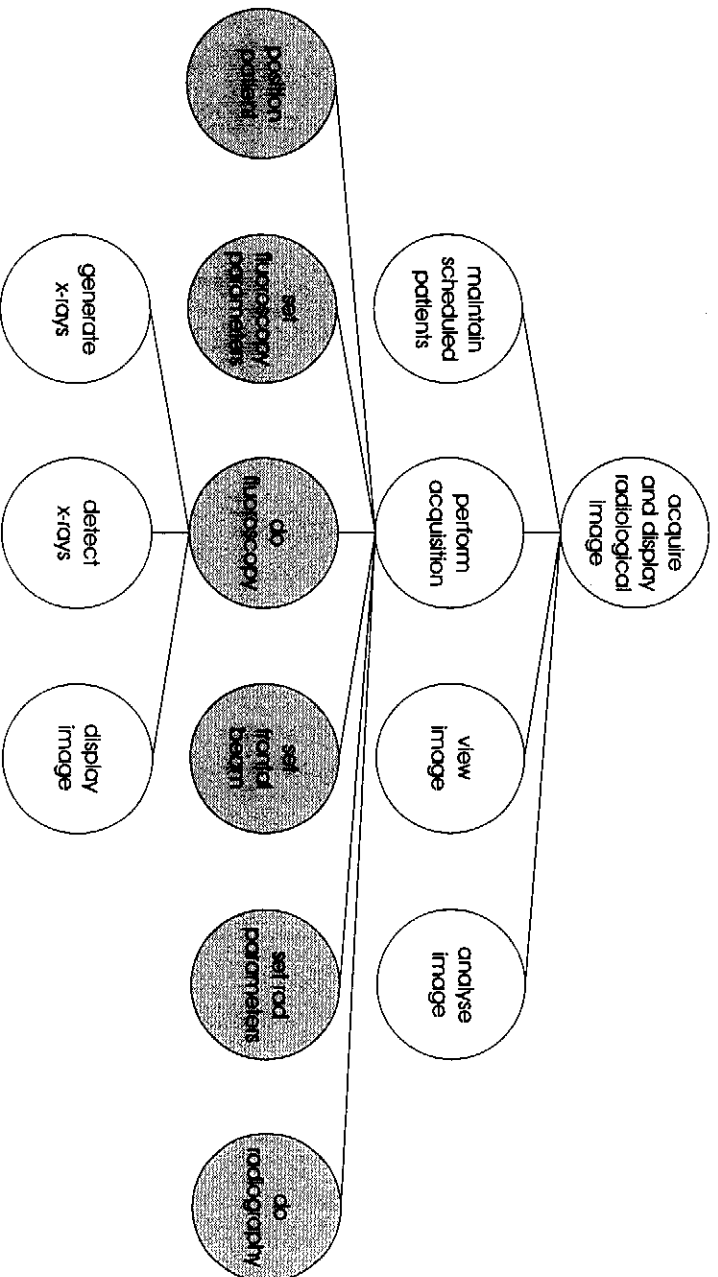 acquire
and display
radiological
image
maintain
scheduled
patients
perform
acquisition
view
image
analyse
image
position
patient
set
fluoroscopy
parameters
do
fluoroscopy
set
frontal
beam
set rad
parameters
do
radiography
generate
x-rays
detect
x-rays
display
image